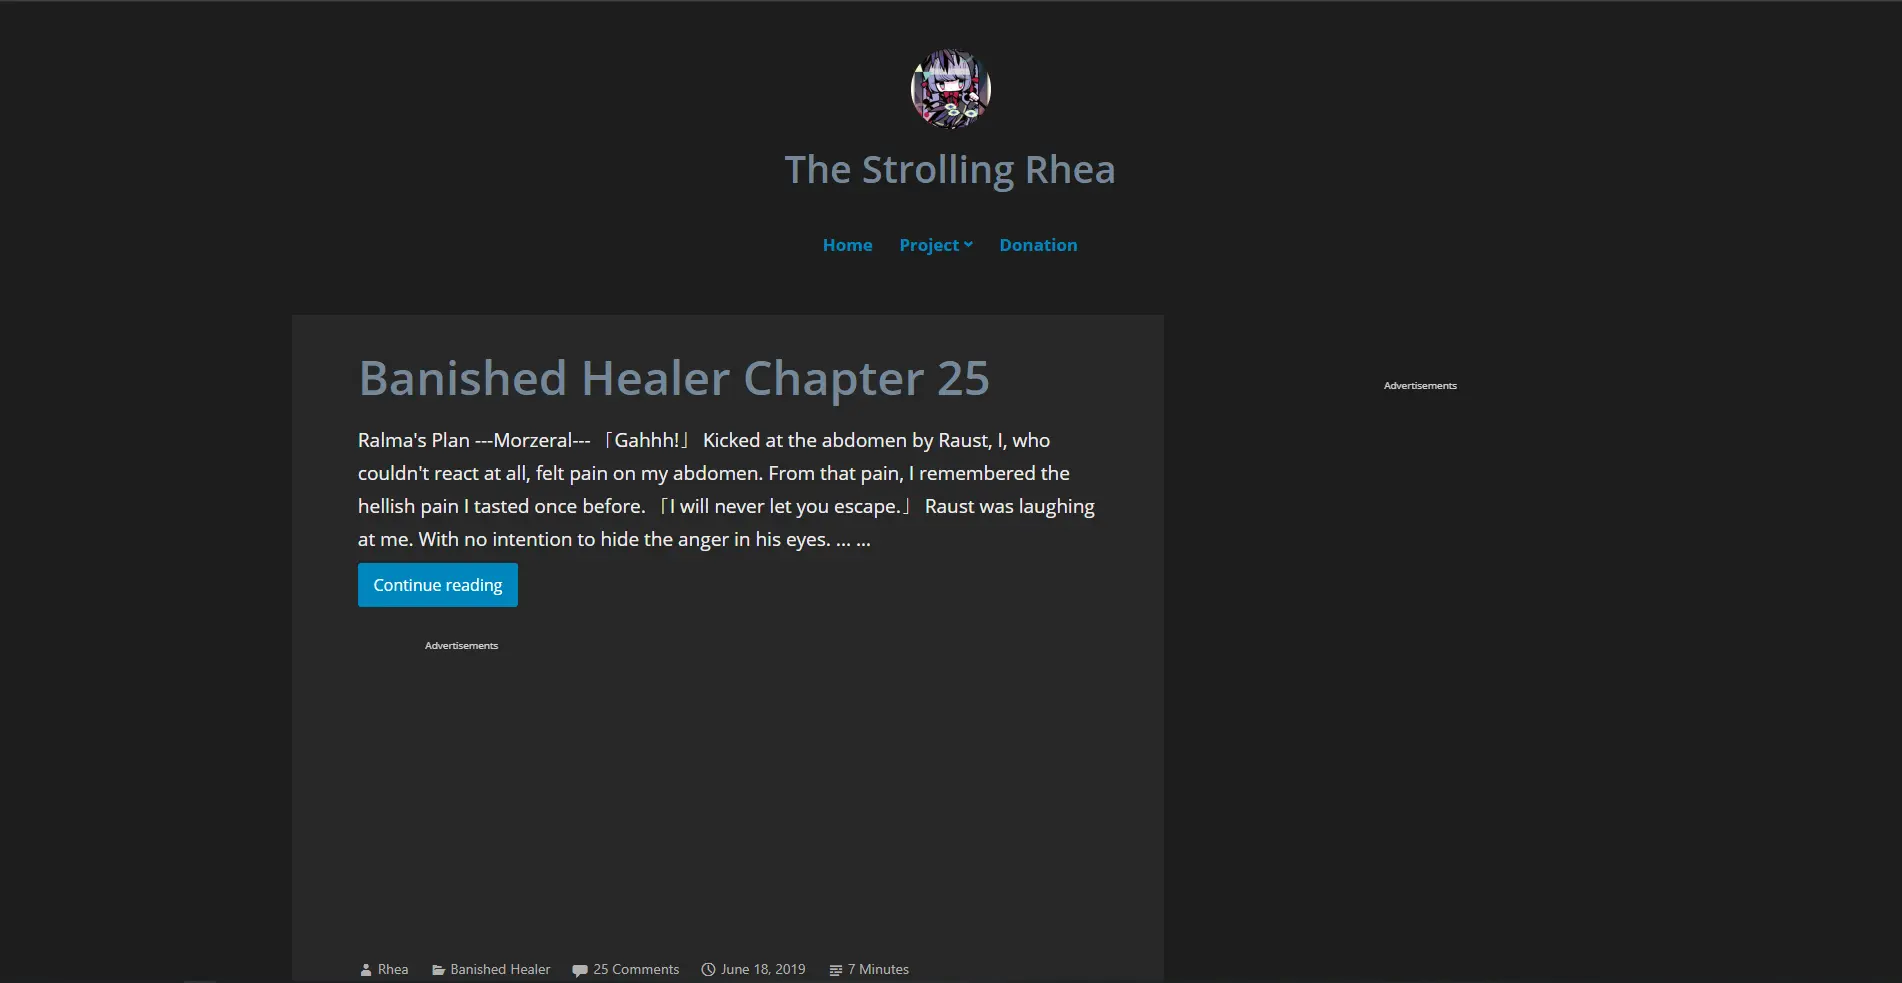 The Strolling Rhea
Home Project Donation
Banished Healer Chapter 25
Advertisements
Ralma's Plan ---Morzeral--- 「Gahhh!」 Kicked at the abdomen by Raust, I, who
couldn't react at all, felt pain on my abdomen. From that pain, I remembered the
hellish pain I tasted once before. 「I will never let you escape.」 Raust was laughing
at me. With no intention to hide the anger in his eyes. ... ...
Continue reading
Advertisements
Rhea Banished Healer 25 Comments June 18, 2019 7 Minutes